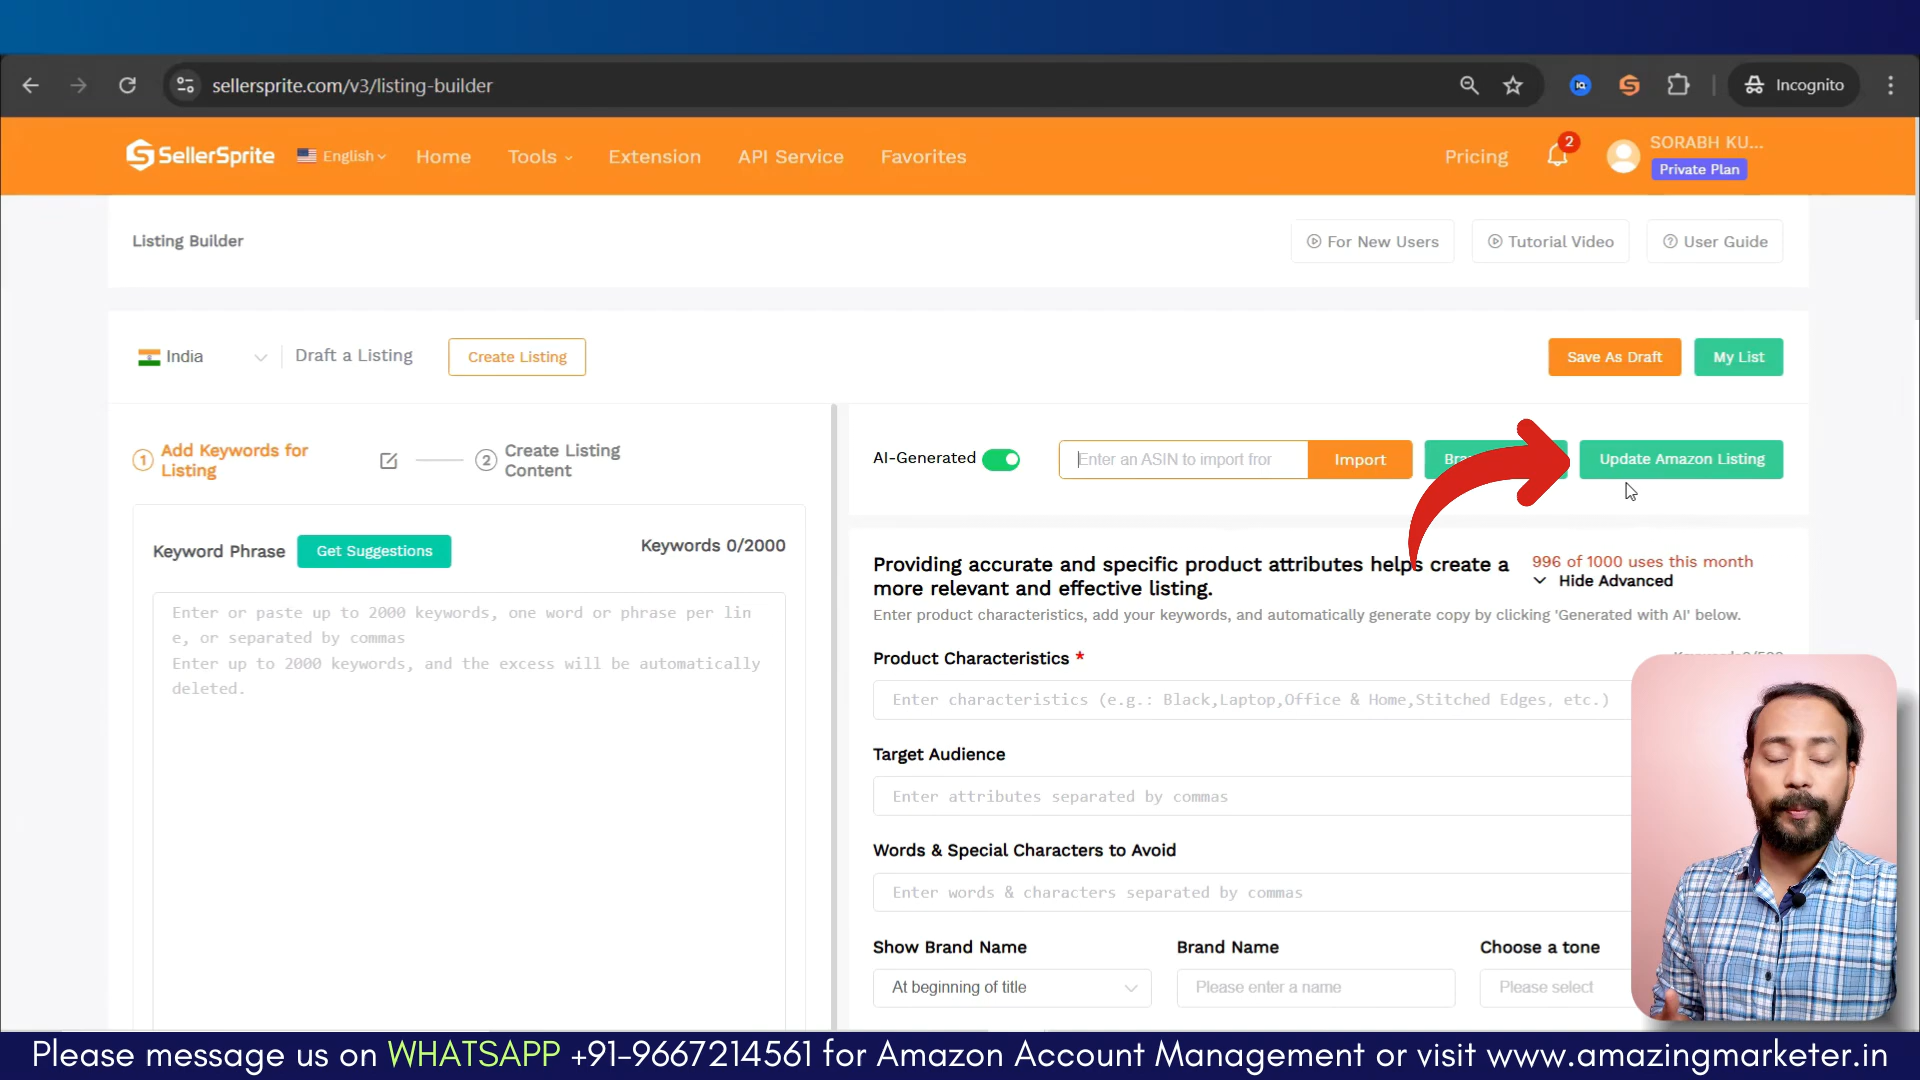 sellersprite.com/v3/listing-builder
Incognito
SellerSprite
English
Home
Tools
Extension
API Service
Favorites
Pricing
2
SORABH KU...
Private Plan
Listing Builder
For New Users
Tutorial Video
User Guide
India
Draft a Listing
Create Listing
Save As Draft
My List
1 Add Keywords for
Listing
2 Create Listing
Content
AI-Generated
Enter an ASIN to import fror
Import
Update Amazon Listing
Keyword Phrase
Get Suggestions
Keywords 0/2000
Enter or paste up to 2000 keywords, one word or phrase per lin
e, or separated by commas
Enter up to 2000 keywords, and the excess will be automatically
deleted.
Providing accurate and specific product attributes helps create a
more relevant and effective listing.
996 of 1000 uses this month
Hide Advanced
Enter product characteristics, add your keywords, and automatically generate copy by clicking 'Generated with AI' below.
Product Characteristics *
Enter characteristics (e.g.: Black,Laptop,Office & Home,Stitched Edges, etc.)
Target Audience
Enter attributes separated by commas
Words & Special Characters to Avoid
Enter words & characters separated by commas
Show Brand Name
Brand Name
Choose a tone
At beginning of title
Please enter a name
Please select
Please message us on WHATSAPP +91-9667214561 for Amazon Account Management or visit www.amazingmarketer.in